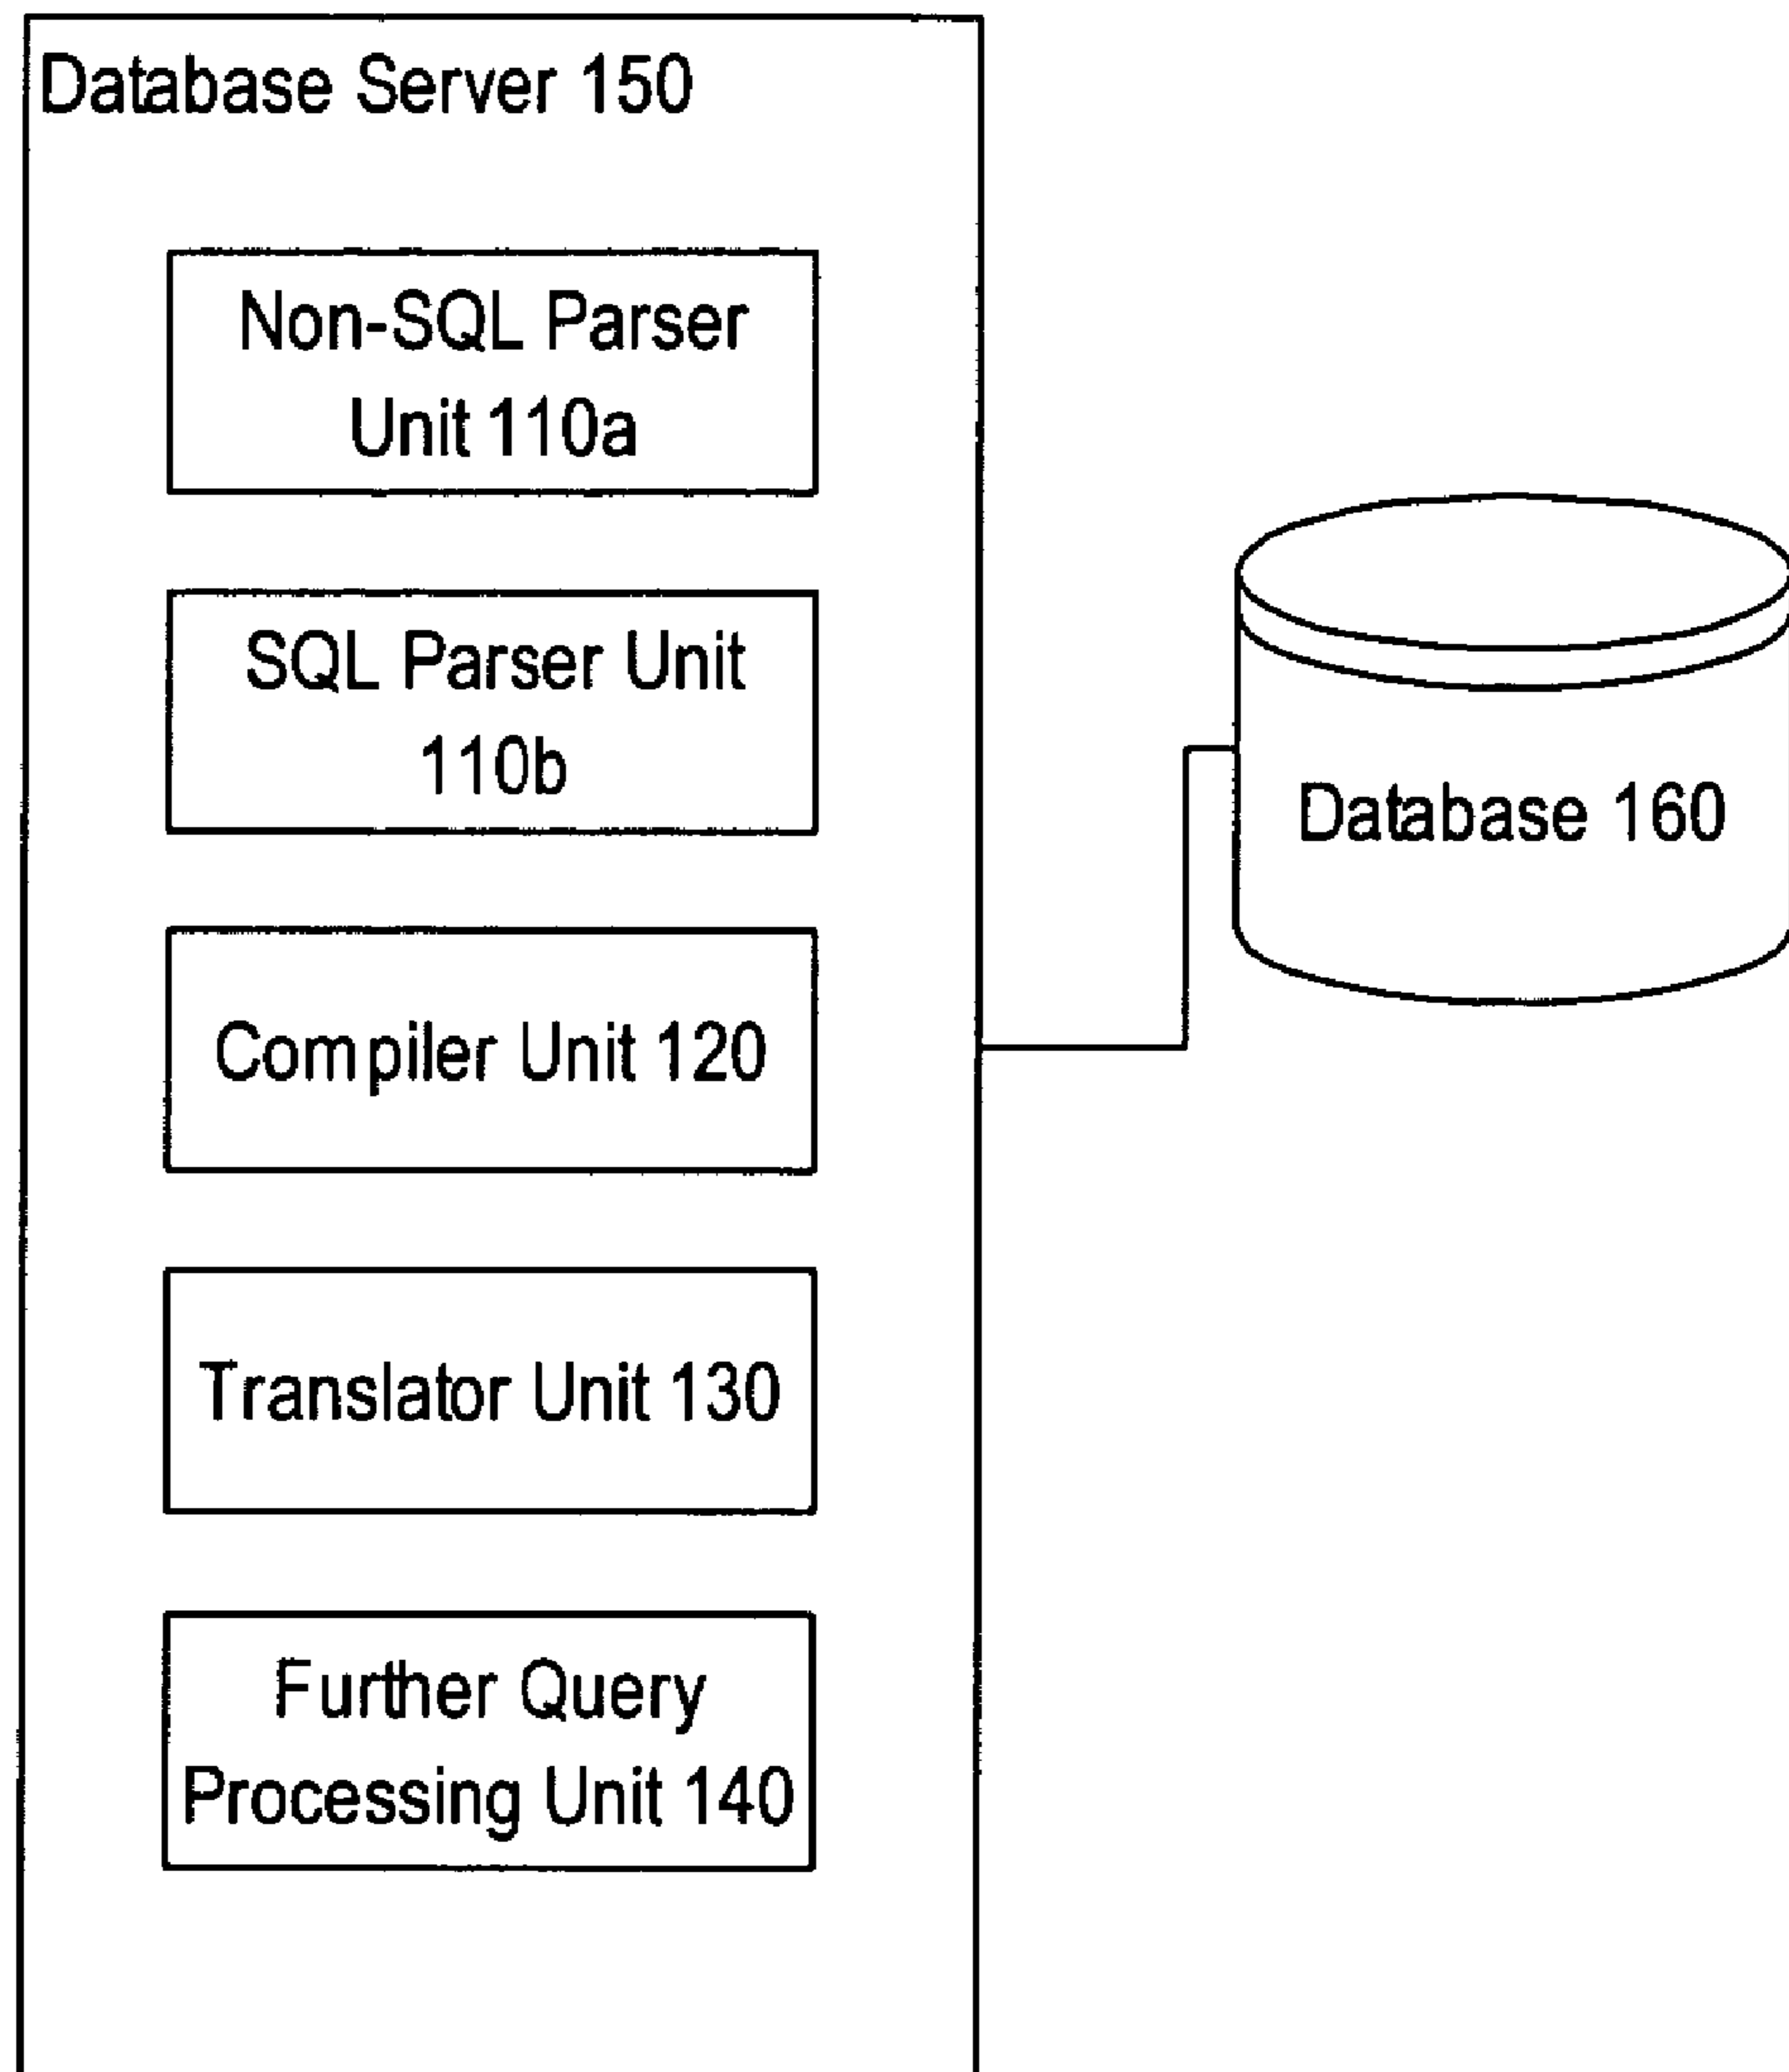 Database Server 150
Non-SQL Parser
Unit 110a
SQL Parser Unit
110b
Compiler Unit 120
Translator Unit 130
Further Query
Processing Unit 140
Database 160